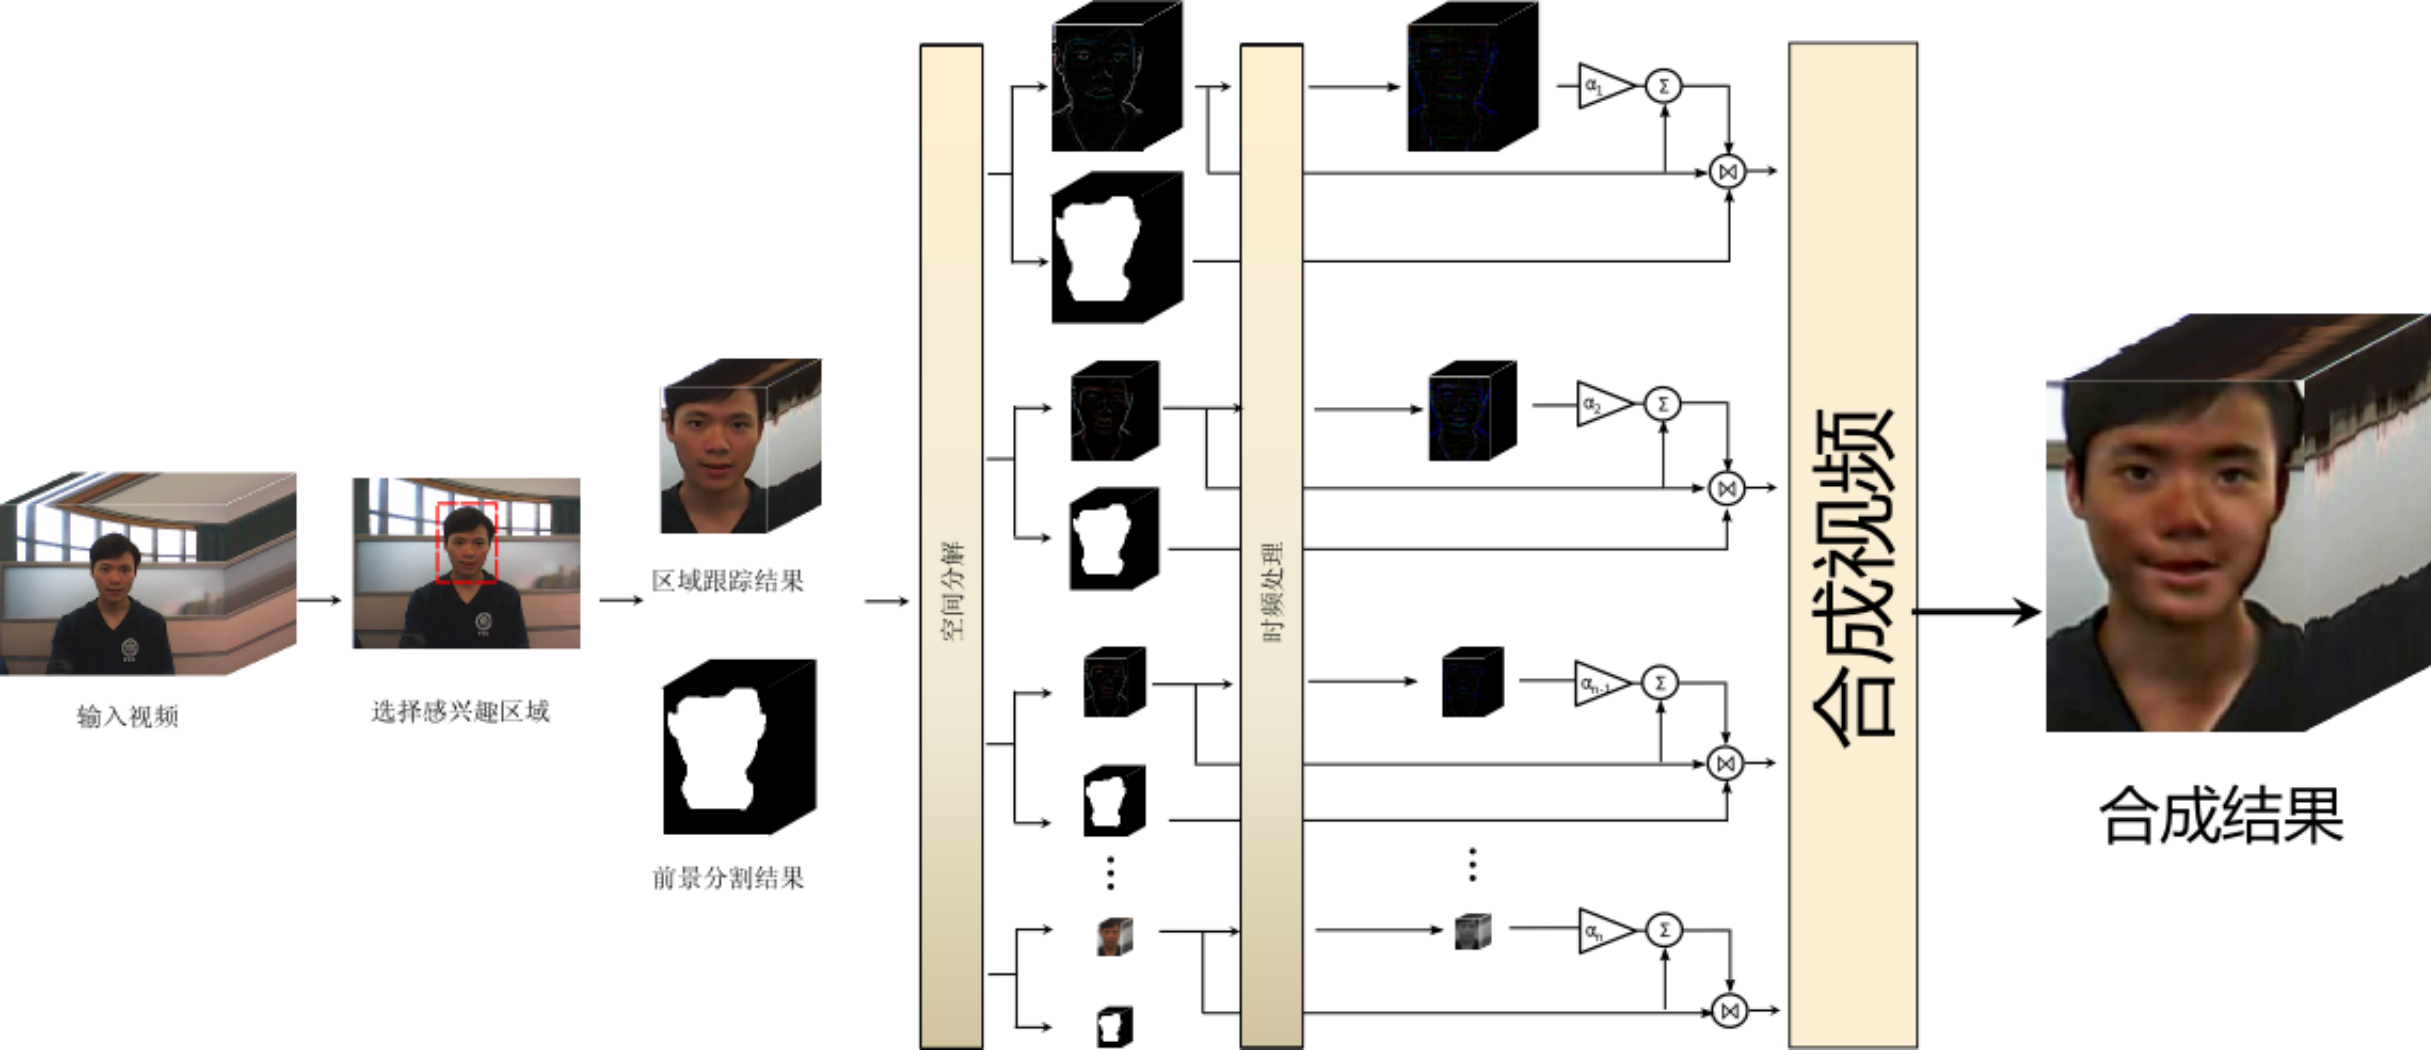 输入视频
选择感兴趣区域
区域跟踪结果
前景分割结果
空间分解
时频处理
α1
Σ
α2
Σ
αn-1
Σ
αn
Σ
合成视频
合成结果